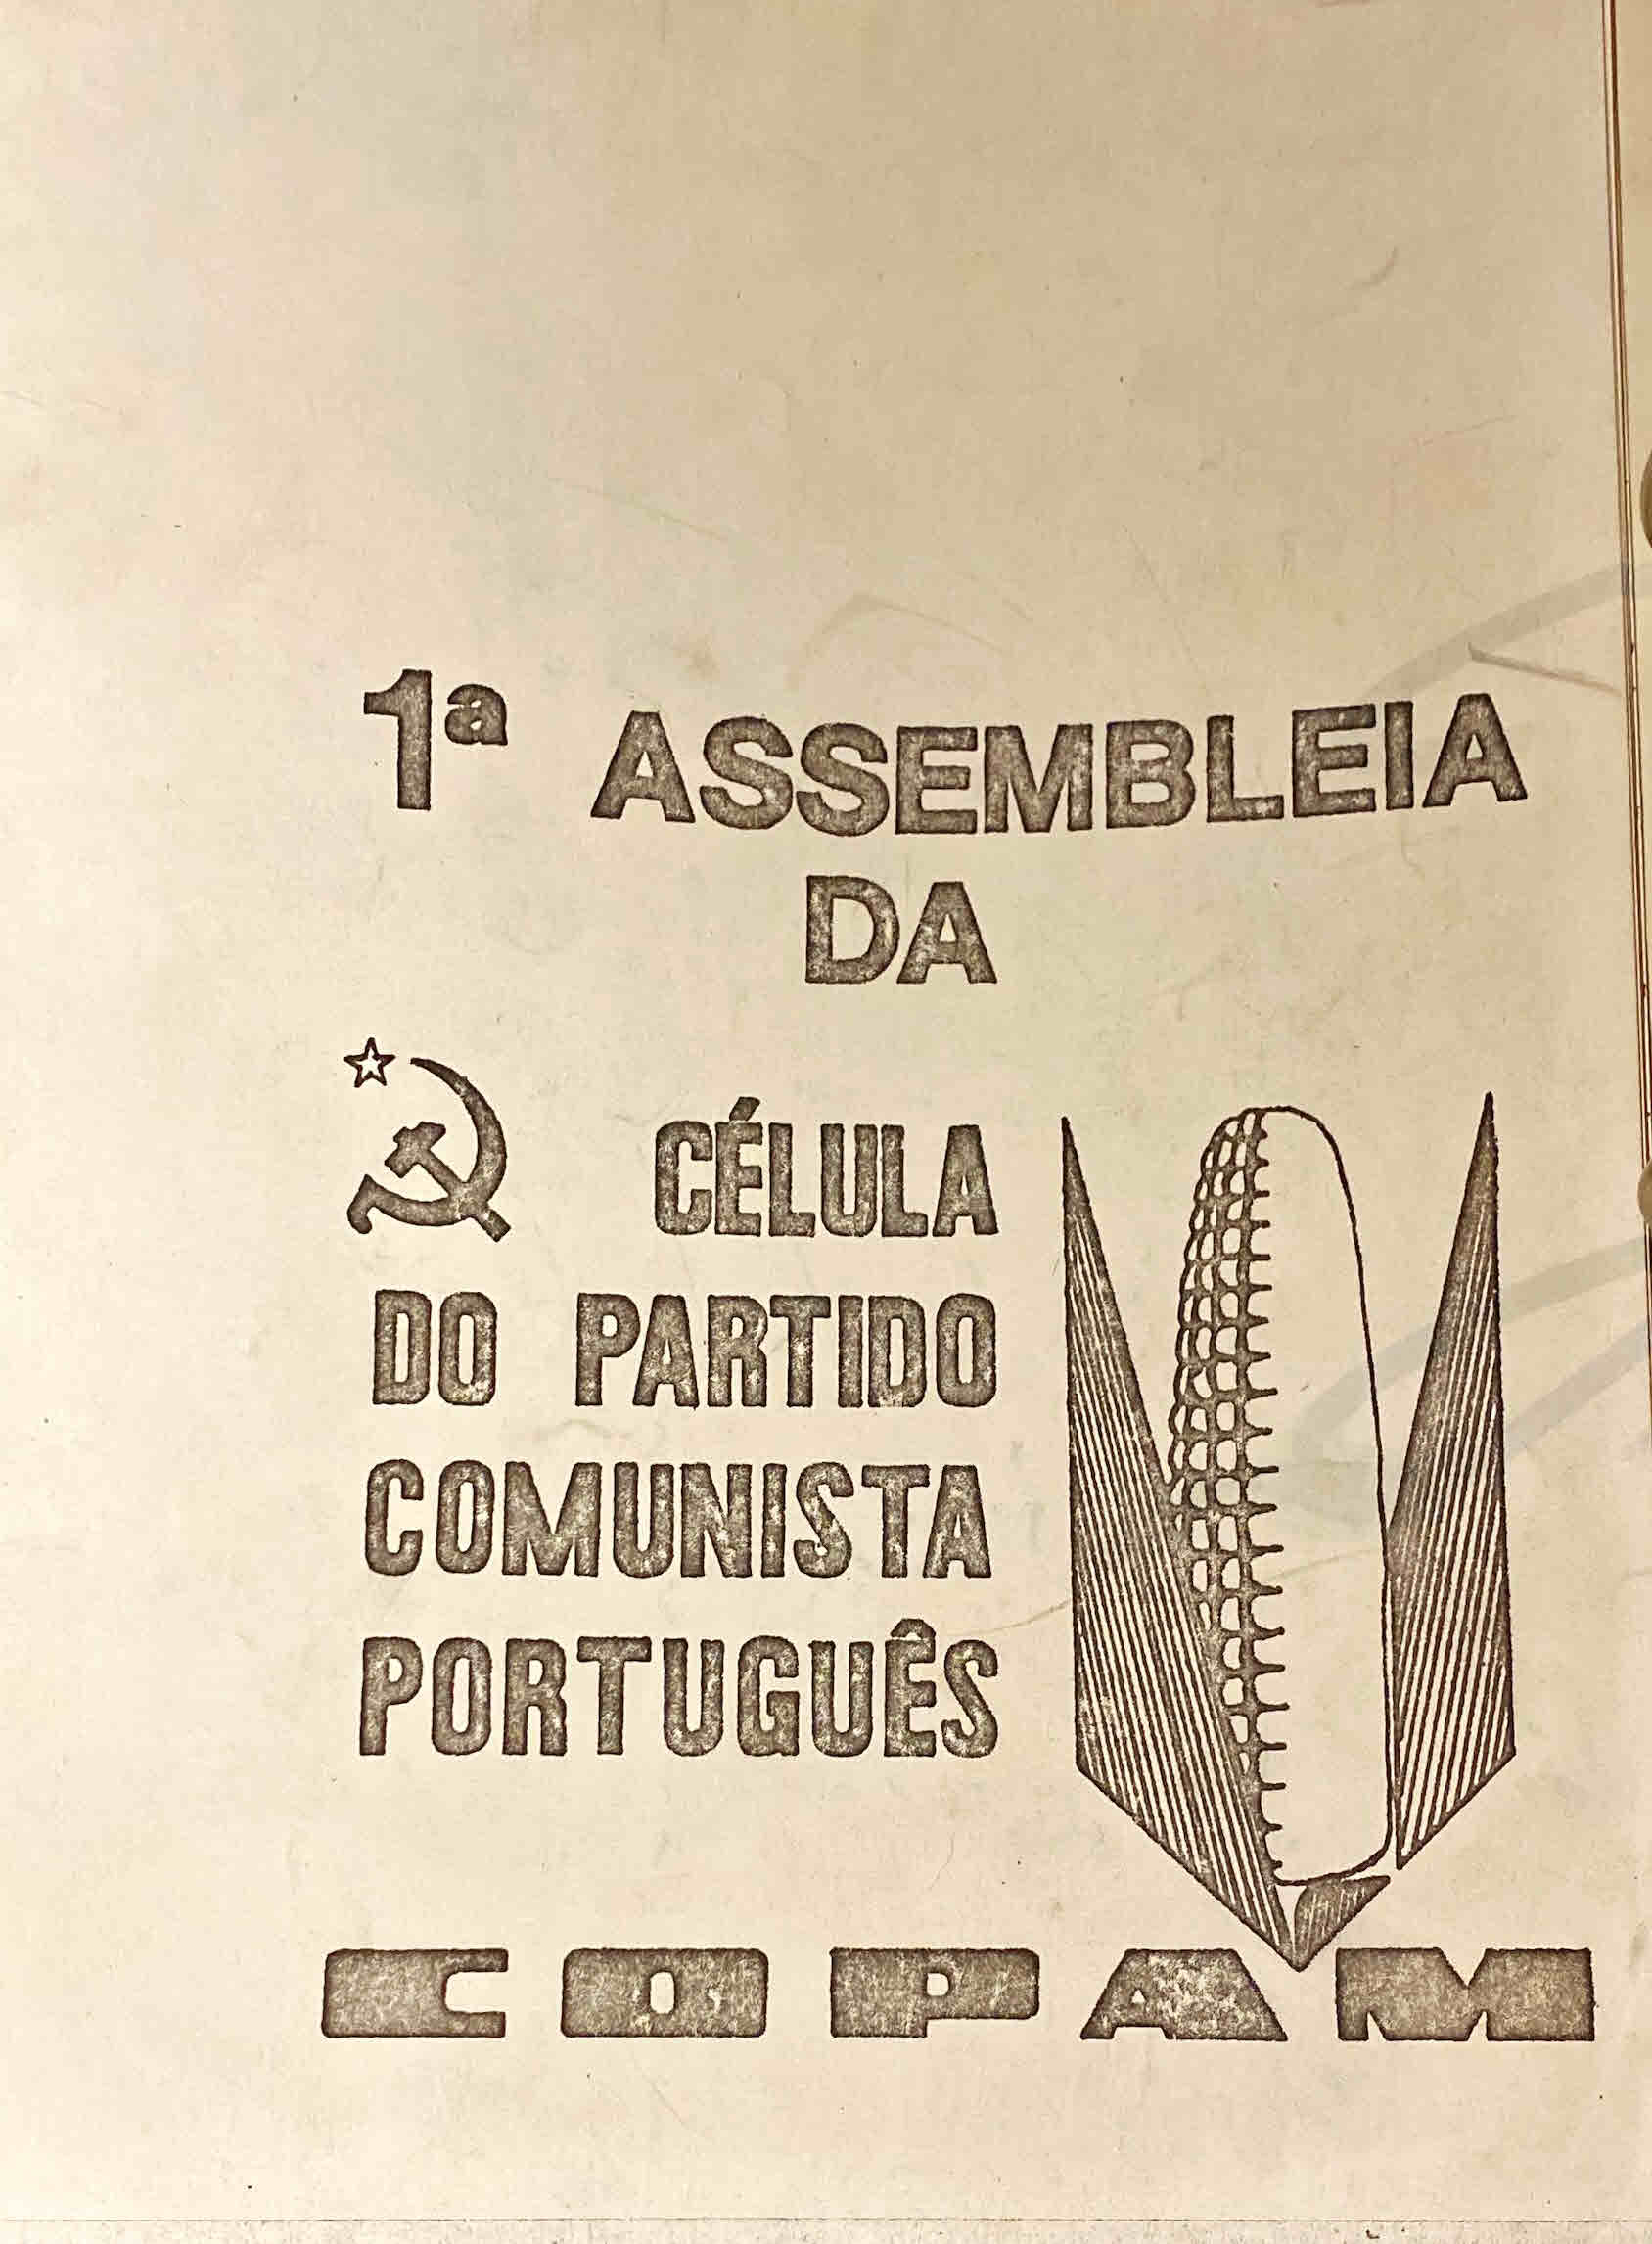 1ª ASSEMBLEIA
DA
CÉLULA
DO PARTIDO
COMUNISTA
PORTUGUÊS
COPAM